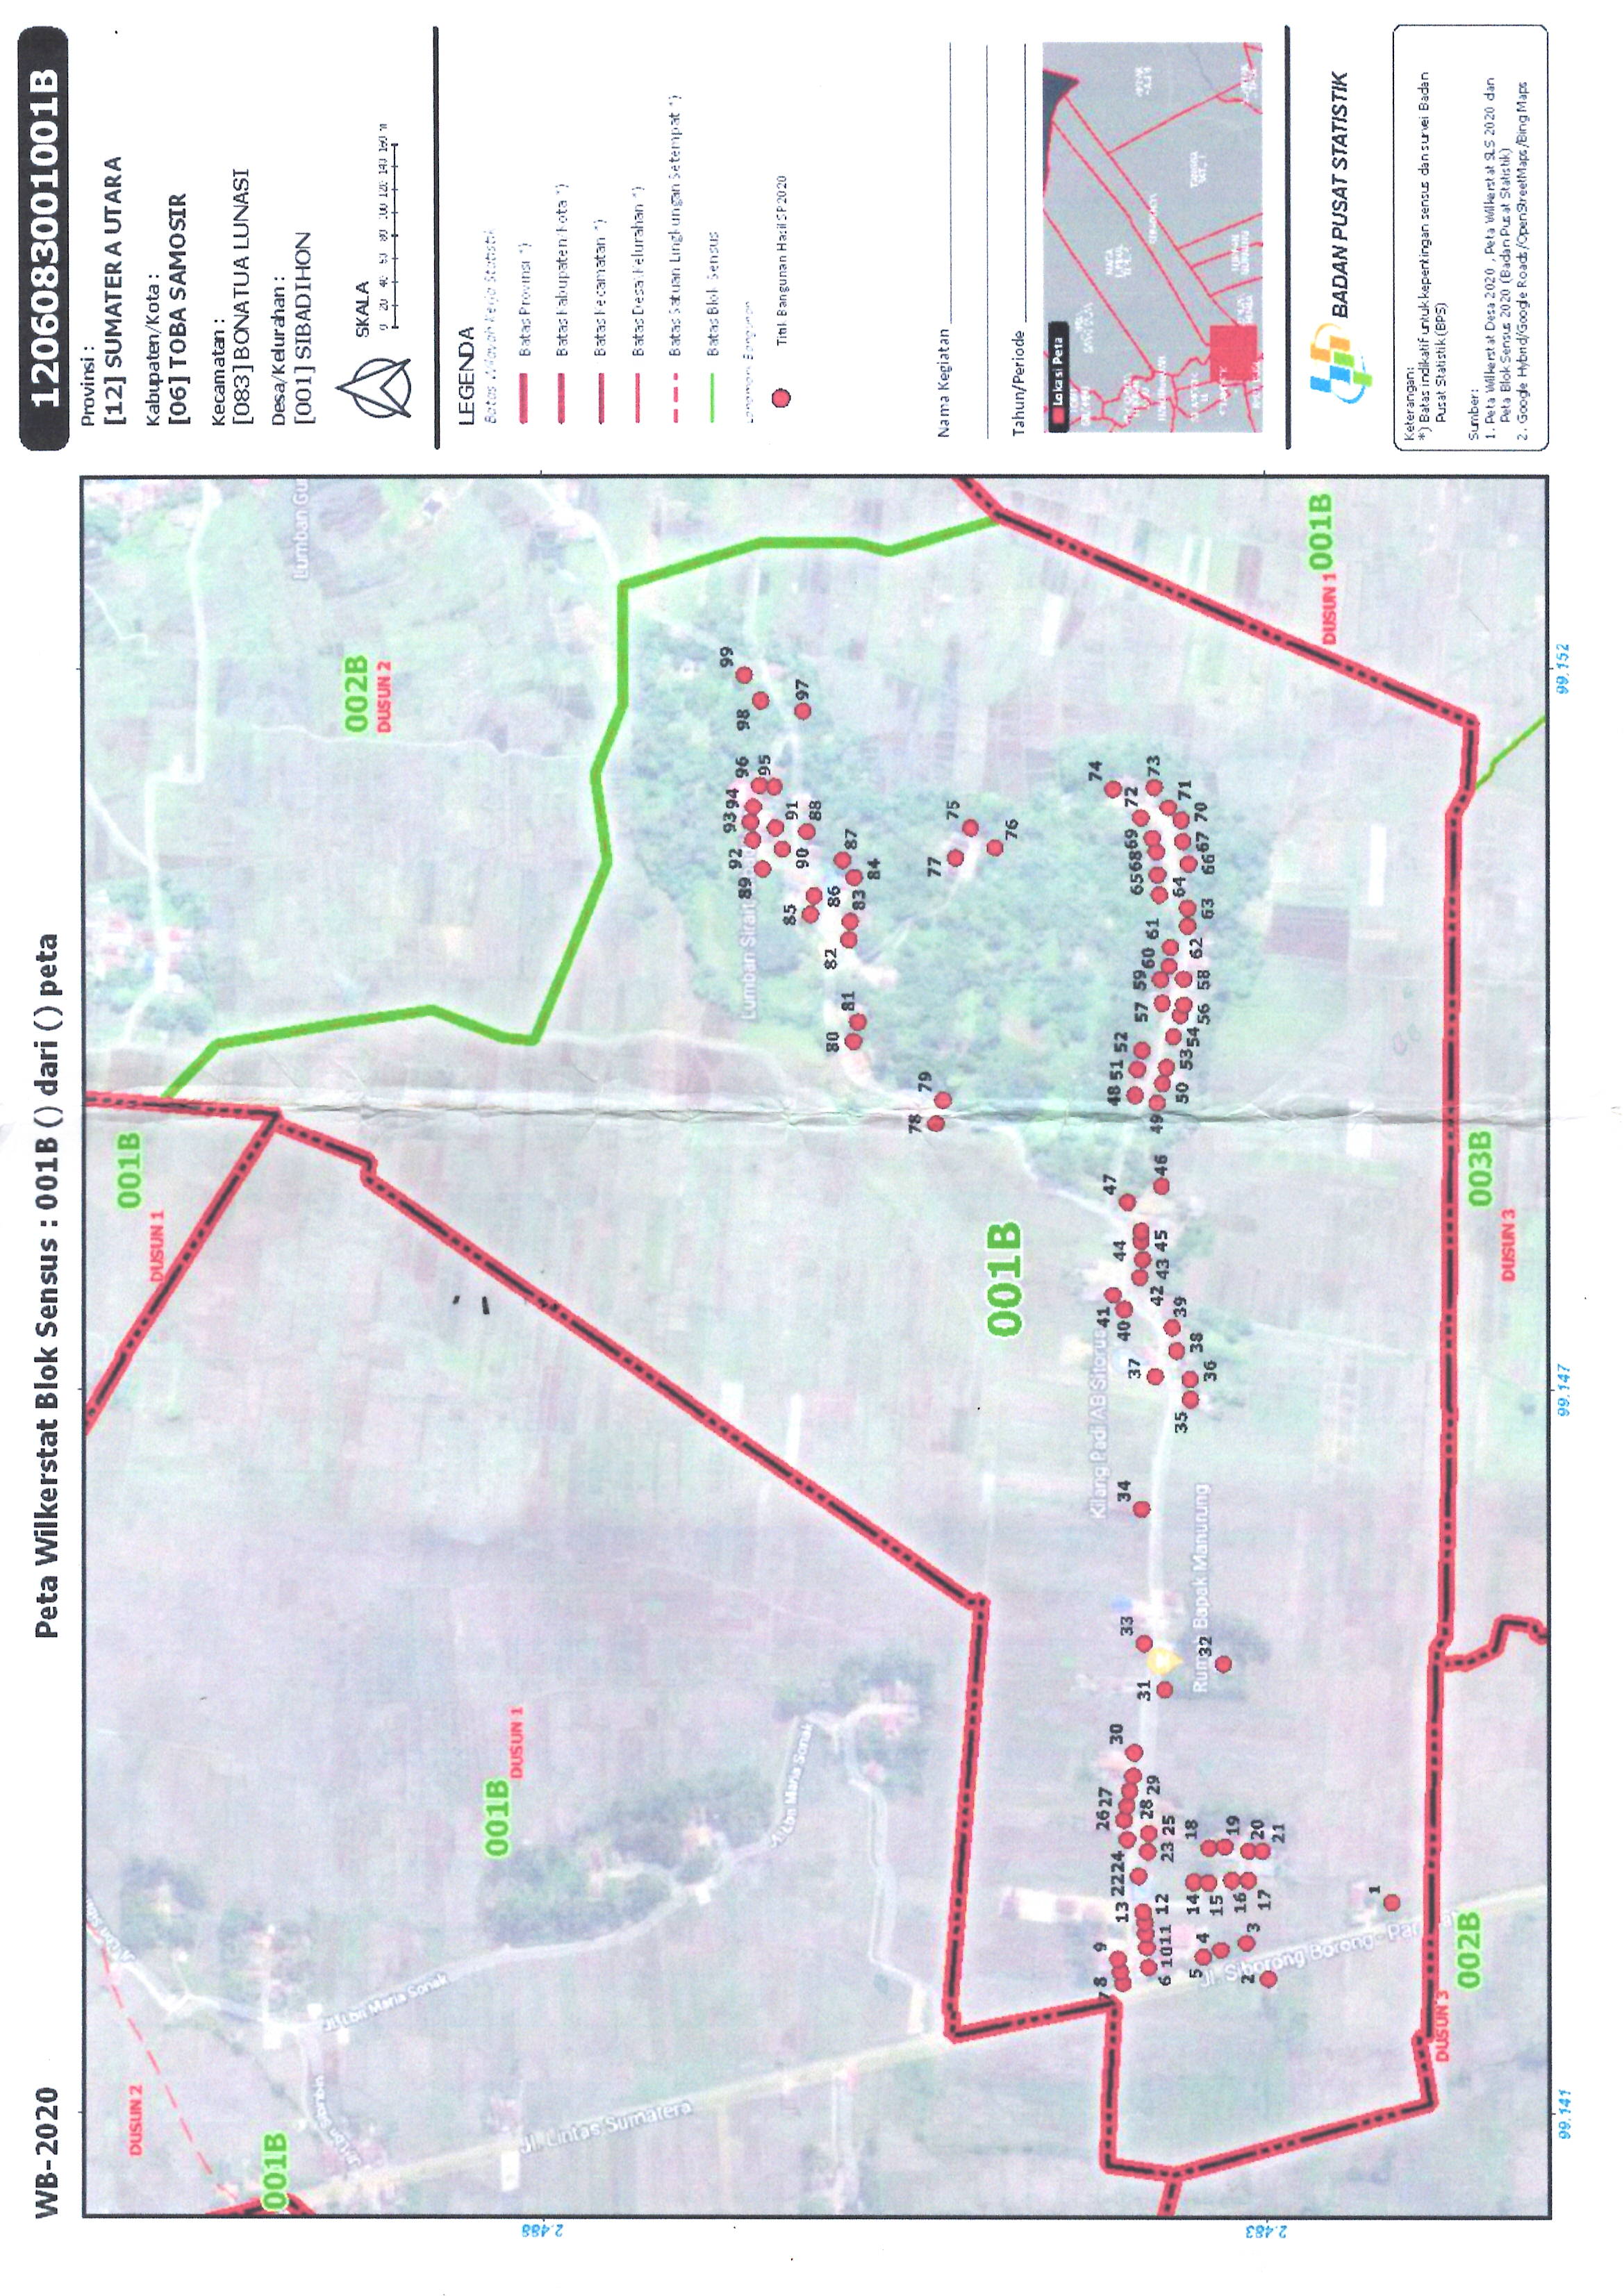 WB-2020
Peta Wilkerstat Blok Sensus : 001B () dari () peta
1206083001001B
Provinsi :
[12] SUMATERA UTARA
Kabupaten/Kota :
[06] TOBA SAMOSIR
Kecamatan :
[083] BONATUA LUNASI
Desa/Kelurahan :
[001] SIBADIHON
SKALA
0 20 40 60 80 100 120 140 160 m
LEGENDA
Batas Wilayah Kerja Statistik
Batas Provinsi *)
Batas Kabupaten/Kota *)
Batas Kecamatan *)
Batas Desa\Kelurahan *)
Batas Satuan Lingkungan Setempat *)
Batas Blok Sensus
Landmark Bangunan
Titik Bangunan Hasil SP2020
Nama Kegiatan
Tahun/Periode
Lokasi Peta
BADAN PUSAT STATISTIK
Keterangan:
*) Batas indikatif untuk kepentingan sensus dan survei Badan
Pusat Statistik (BPS)
Sumber:
1. Peta Wilkerstat Desa 2020 , Peta Wilkerstat SLS 2020 dan
Peta Blok Sensus 2020 (Badan Pusat Statistik)
2. Google Hybrid/Google Roads/OpenStreetMaps/Bing Maps
DUSUN 2
001B
DUSUN 1
001B
002B
DUSUN 2
Lumban Gu
001B
DUSUN 1
Jl Lbn Sibinbin
Jl Lbn Maria Sonak
Jl Lintas Sumatera
Jl Lbn Maria Sonak
2.488
Lumban Sirait
89 92 93 94 96 95 98 99
85 90 91 88 97
80 81 82 86 83 84 87
78 79 77 75 76
001B
Kilang Padi AB Sitorus
7 8 9 13 22 24 26 27 30 31 33 34 37 40 41 44 47 48 51 52 57 59 60 61 65 68 69 72 74
6 10 11 12 23 25 28 29 35 36 38 39 42 43 45 46 49 50 53 54 56 58 62 63 64 66 67 70 71 73
Rumah Bapak Manurung
5 4 14 18
15 32
2 3 16 19
17 20
21
1
2.483
DUSUN 1 001B
DUSUN 3
002B
003B
DUSUN 3
99.141
99.147
99.152